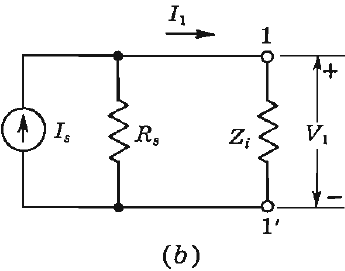 I₁
1
+
Iₛ
Rₛ
Zᵢ
V₁
−
1′
(b)